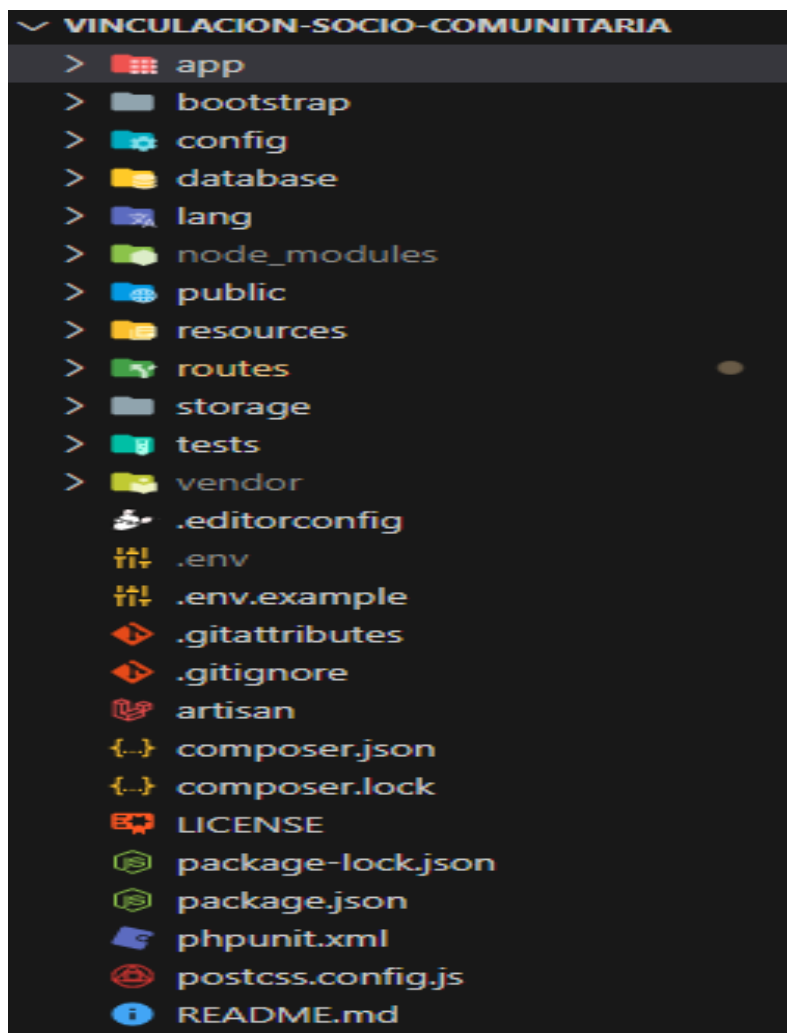 VINCULACION-SOCIO-COMUNITARIA
app
bootstrap
config
database
lang
node_modules
public
resources
routes
storage
tests
vendor
.editorconfig
.env
.env.example
.gitattributes
.gitignore
artisan
composer.json
composer.lock
LICENSE
package-lock.json
package.json
phpunit.xml
postcss.config.js
README.md